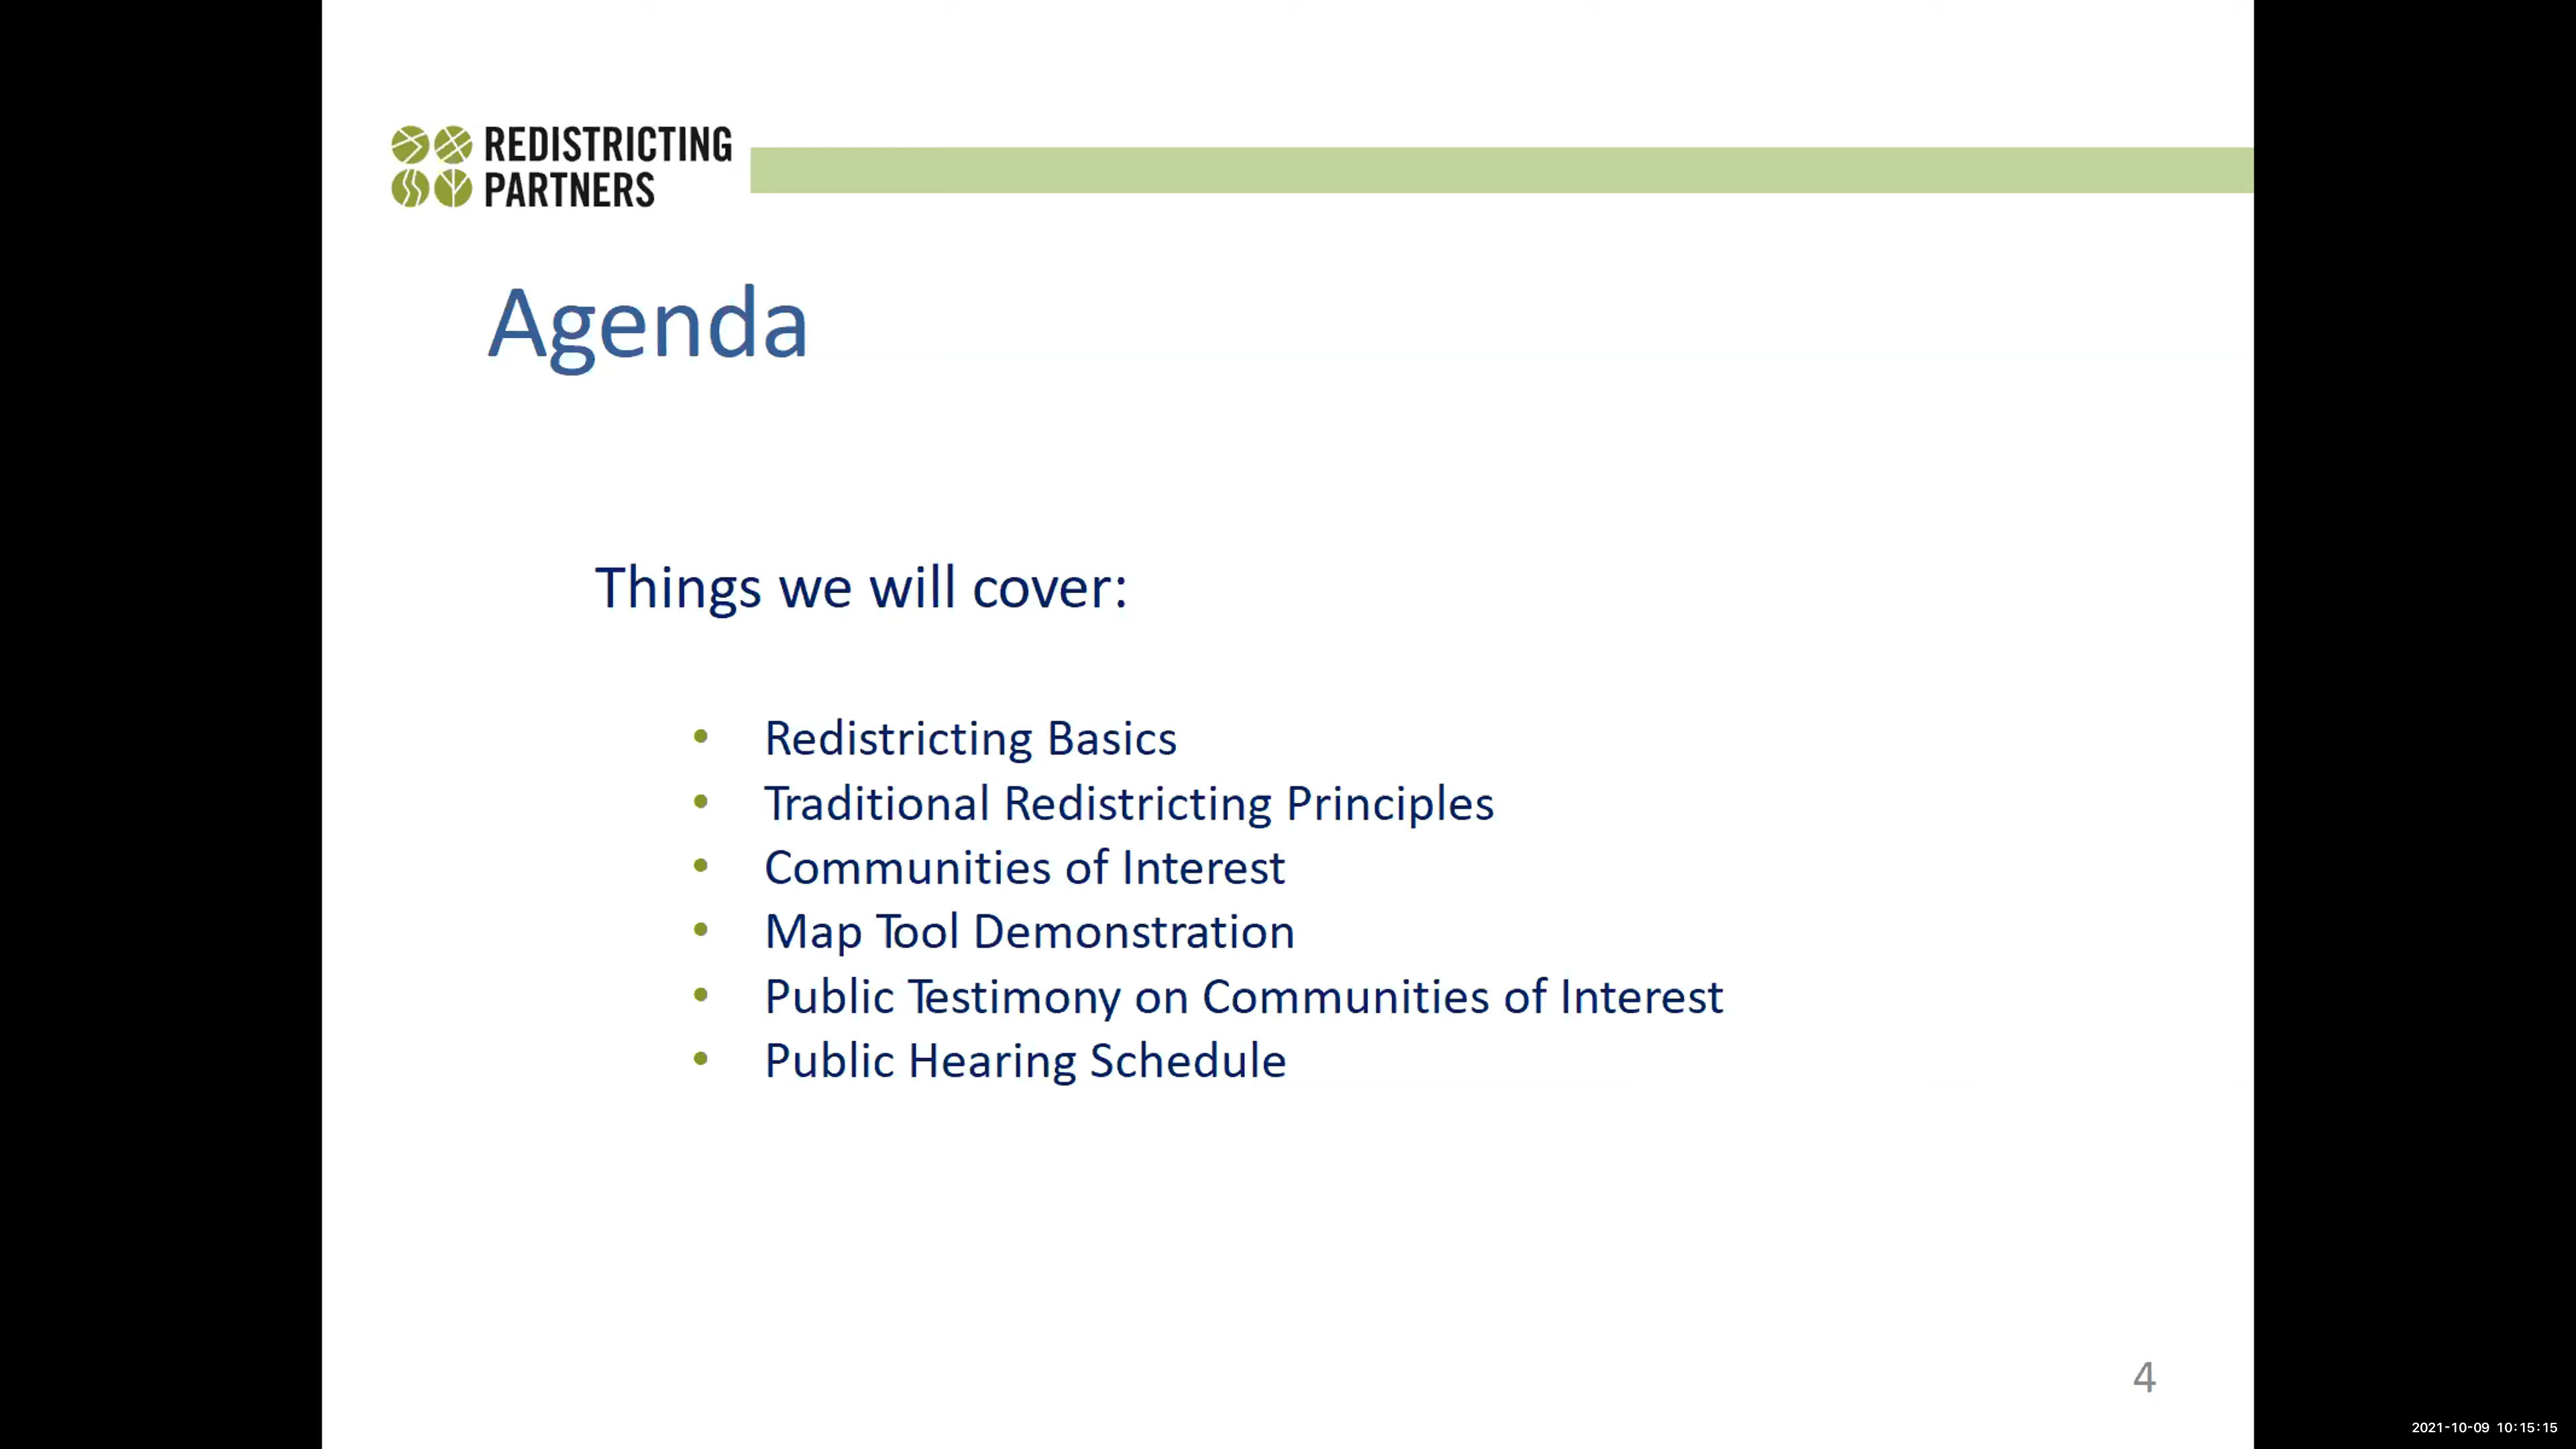 REDISTRICTING
PARTNERS
Agenda
Things we will cover:
• Redistricting Basics
• Traditional Redistricting Principles
• Communities of Interest
• Map Tool Demonstration
• Public Testimony on Communities of Interest
• Public Hearing Schedule
4
2021-10-09 10:15:15